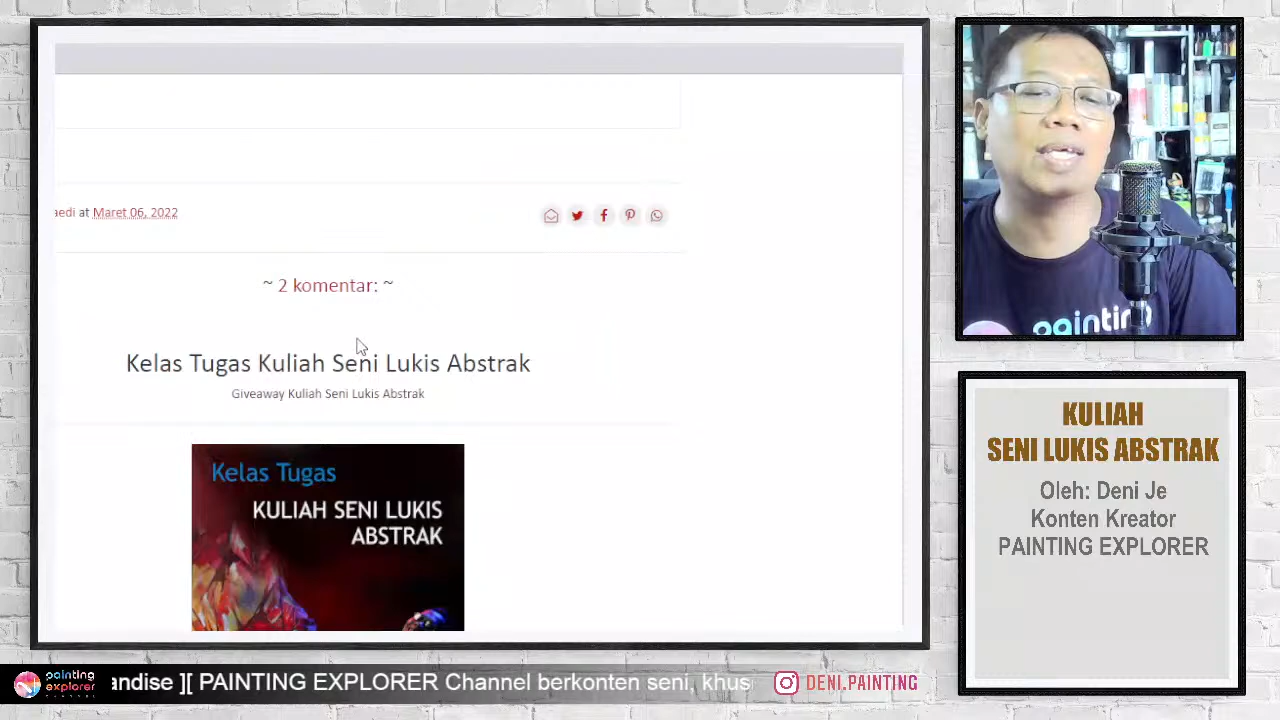 aedi at Maret 06, 2022
~ 2 komentar: ~
Kelas Tugas Kuliah Seni Lukis Abstrak
Giveaway Kuliah Seni Lukis Abstrak
Kelas Tugas
KULIAH SENI LUKIS
ABSTRAK
painting
KULIAH
SENI LUKIS ABSTRAK
Oleh: Deni Je
Konten Kreator
PAINTING EXPLORER
painting
explorer
CHANNEL
andise ][ PAINTING EXPLORER Channel berkonten seni, khus
DENI.PAINTING